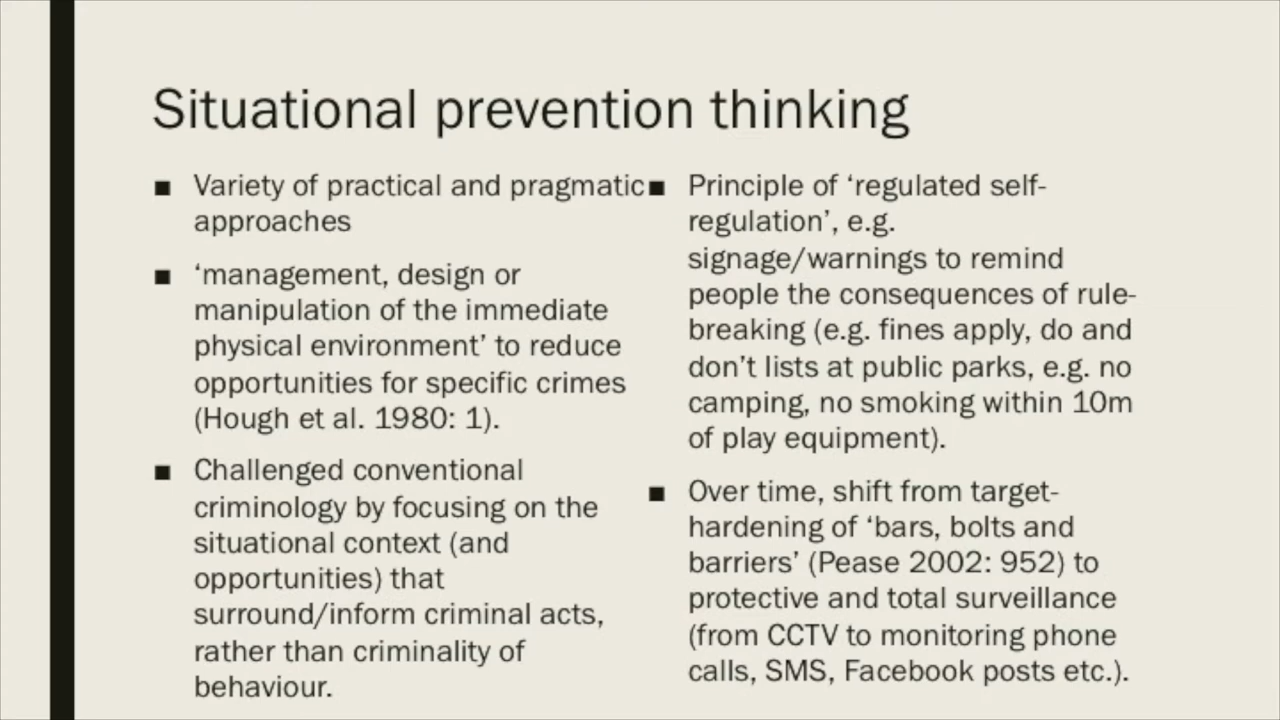 Situational prevention thinking
■ Variety of practical and pragmatic
approaches
■ ‘management, design or
manipulation of the immediate
physical environment’ to reduce
opportunities for specific crimes
(Hough et al. 1980: 1).
■ Challenged conventional
criminology by focusing on the
situational context (and
opportunities) that
surround/inform criminal acts,
rather than criminality of
behaviour.
■ Principle of ‘regulated self-
regulation’, e.g.
signage/warnings to remind
people the consequences of rule-
breaking (e.g. fines apply, do and
don’t lists at public parks, e.g. no
camping, no smoking within 10m
of play equipment).
■ Over time, shift from target-
hardening of ‘bars, bolts and
barriers’ (Pease 2002: 952) to
protective and total surveillance
(from CCTV to monitoring phone
calls, SMS, Facebook posts etc.).